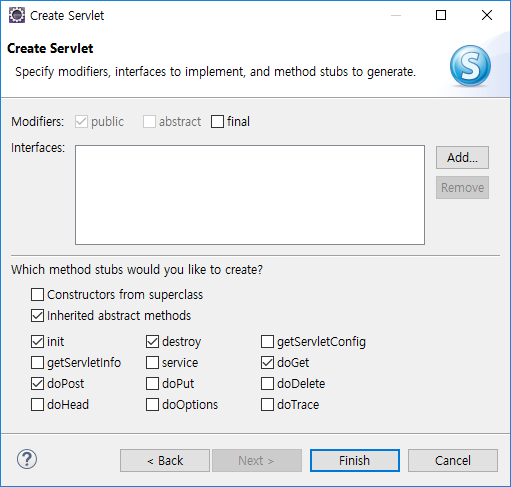 Create Servlet
Create Servlet
Specify modifiers, interfaces to implement, and method stubs to generate.
S
Modifiers: public abstract final
Interfaces:
Add...
Remove
Which method stubs would you like to create?
Constructors from superclass
Inherited abstract methods
init destroy getServletConfig
getServletInfo service doGet
doPost doPut doDelete
doHead doOptions doTrace
? < Back Next > Finish Cancel